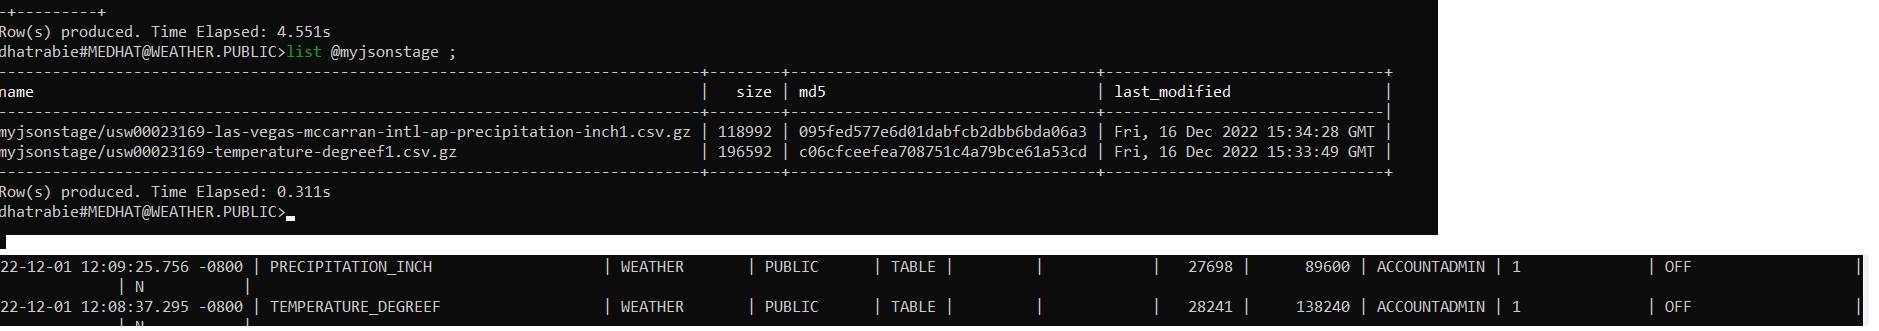 -+---------+
Row(s) produced. Time Elapsed: 4.551s
dhatrabie#MEDHAT@WEATHER.PUBLIC>list @myjsonstage ;
-----------------------------------------------------------------------------------+--------+----------------------------------+-------------------------------+
name | size | md5 | last_modified |
-----------------------------------------------------------------------------------+--------+----------------------------------+-------------------------------|
myjsonstage/usw00023169-las-vegas-mccarran-intl-ap-precipitation-inch1.csv.gz | 118992 | 095fed577e6d01dabfcb2dbb6bda06a3 | Fri, 16 Dec 2022 15:34:28 GMT |
myjsonstage/usw00023169-temperature-degreef1.csv.gz | 196592 | c06cfceefea708751c4a79bce61a53cd | Fri, 16 Dec 2022 15:33:49 GMT |
-----------------------------------------------------------------------------------+--------+----------------------------------+-------------------------------+
Row(s) produced. Time Elapsed: 0.311s
dhatrabie#MEDHAT@WEATHER.PUBLIC>
22-12-01 12:09:25.756 -0800 | PRECIPITATION_INCH | WEATHER | PUBLIC | TABLE | | | 27698 | 89600 | ACCOUNTADMIN | 1 | OFF |
| N |
22-12-01 12:08:37.295 -0800 | TEMPERATURE_DEGREEF | WEATHER | PUBLIC | TABLE | | | 28241 | 138240 | ACCOUNTADMIN | 1 | OFF |
| N |